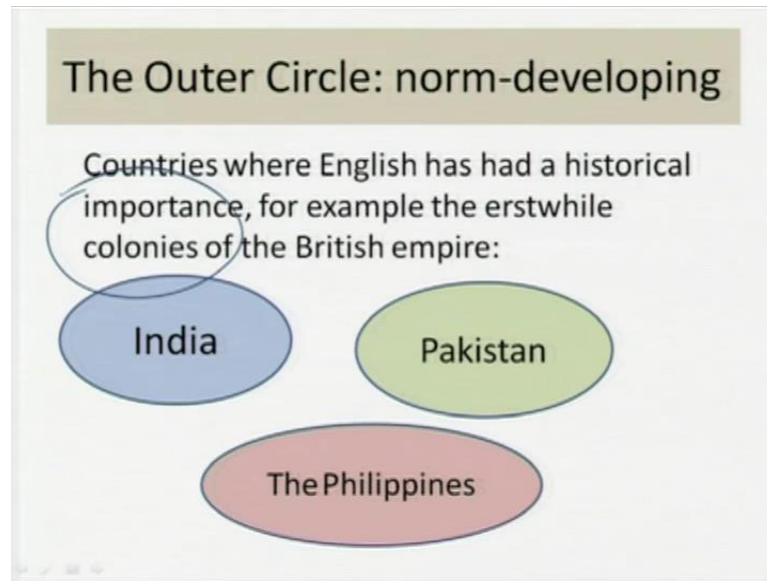 The Outer Circle: norm-developing
Countries where English has had a historical
importance, for example the erstwhile
colonies of the British empire:
India
Pakistan
The Philippines